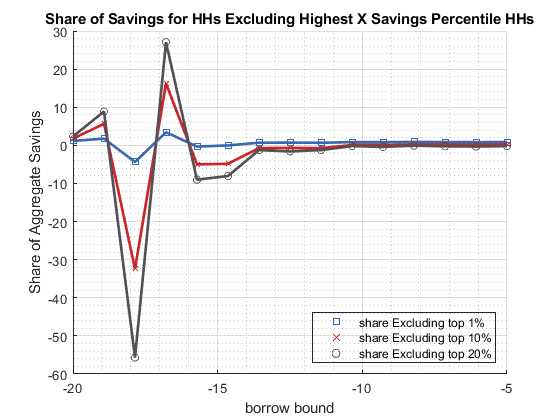 Share of Savings for HHs Excluding Highest X Savings Percentile HHs
30
20
10
0
-10
-20
-30
-40
-50
-60
Share of Aggregate Savings
share Excluding top 1%
share Excluding top 10%
share Excluding top 20%
-20
-15
-10
-5
borrow bound